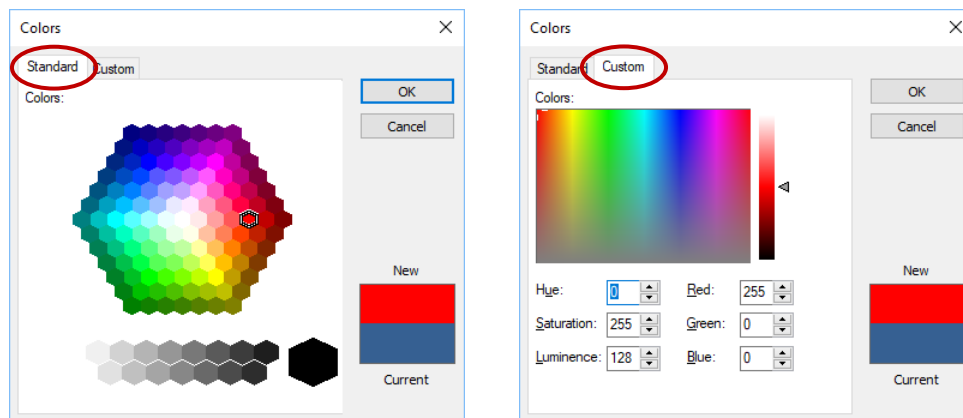 Colors
Standard Custom
Colors:
OK
Cancel
New
Current
Colors
Standard Custom
Colors:
OK
Cancel
Hue: 0 Red: 255
Saturation: 255 Green: 0
Luminence: 128 Blue: 0
New
Current